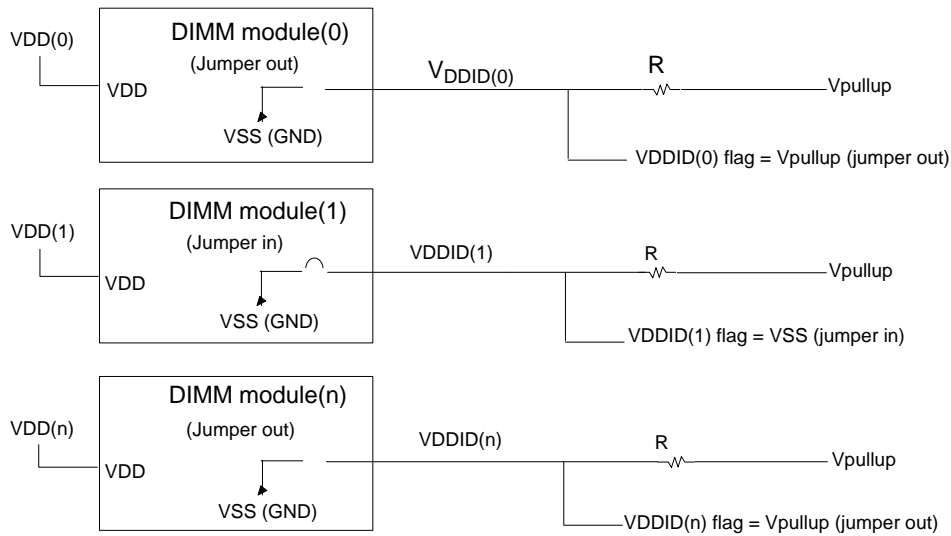 DIMM module(0)
VDD(0)
(Jumper out)
VDDID(0)
R
VDD
Vpullup
VSS (GND)
VDDID(0) flag = Vpullup (jumper out)
DIMM module(1)
VDD(1)
(Jumper in)
VDDID(1)
R
VDD
Vpullup
VSS (GND)
VDDID(1) flag = VSS (jumper in)
DIMM module(n)
VDD(n)
(Jumper out)
VDDID(n)
R
VDD
Vpullup
VSS (GND)
VDDID(n) flag = Vpullup (jumper out)